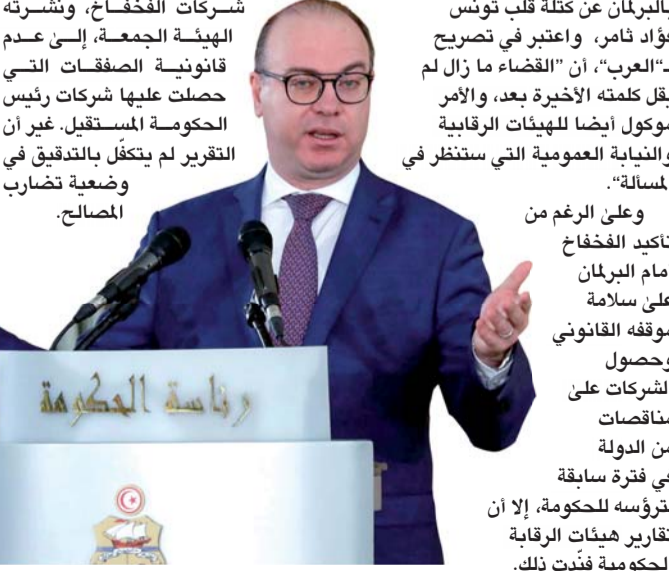 بالبرلمان عن كتلة قلب تونس
فؤاد ثامر، واعتبر في تصريح
لـ“العرب”، أن ”القضاء ما زال لم
يقل كلمته الأخيرة بعد، والأمر
موكول أيضا للهيئات الرقابية
والنيابة العمومية التي ستنظر في
المسألة“.
وعلى الرغم من
تأكيد الفخفاخ
أمام البرلمان
على سلامة
موقفه القانوني
وحصول
الشركات على
مناقصات
من الدولة
في فترة سابقة
لترؤسه للحكومة، إلا أن
تقارير هيئات الرقابة
الحكومية فنّدت ذلك.
شركات الفخفاخ، ونشرته
الهيئة الجمعة، إلى عدم
قانونية الصفقات التي
حصلت عليها شركات رئيس
الحكومة المستقيل. غير أن
التقرير لم يتكفّل بالتدقيق في
وضعية تضارب
المصالح.
رئاسة الحكومة